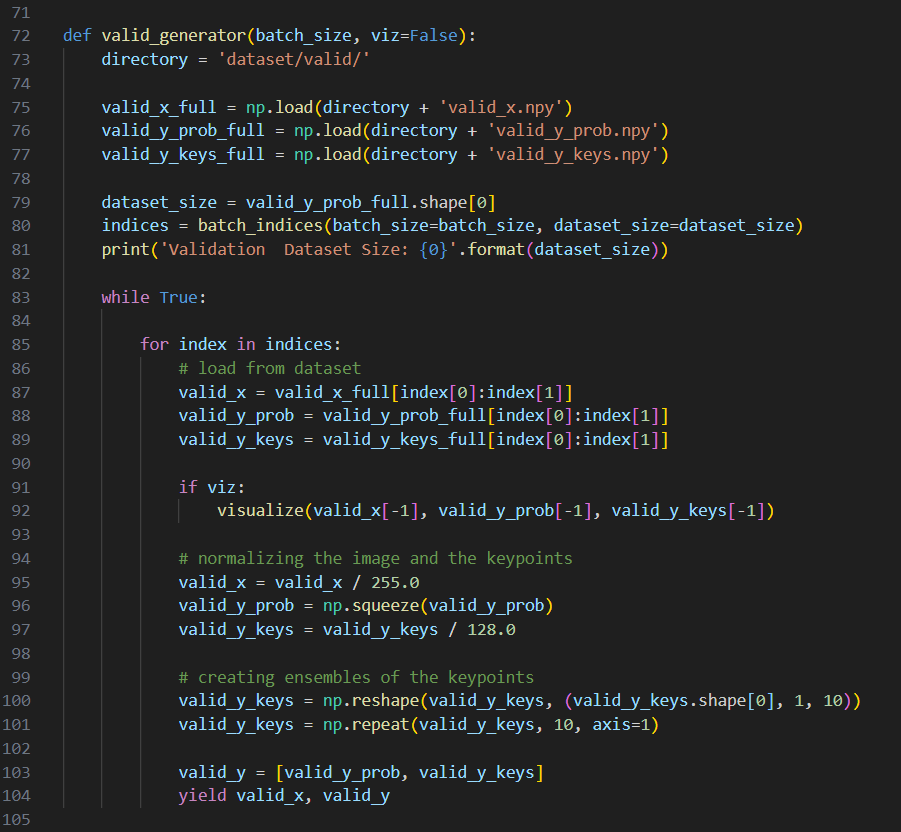 71
72 def valid_generator(batch_size, viz=False):
73     directory = 'dataset/valid/'
74
75     valid_x_full = np.load(directory + 'valid_x.npy')
76     valid_y_prob_full = np.load(directory + 'valid_y_prob.npy')
77     valid_y_keys_full = np.load(directory + 'valid_y_keys.npy')
78
79     dataset_size = valid_y_prob_full.shape[0]
80     indices = batch_indices(batch_size=batch_size, dataset_size=dataset_size)
81     print('Validation  Dataset Size: {0}'.format(dataset_size))
82
83     while True:
84
85         for index in indices:
86             # load from dataset
87             valid_x = valid_x_full[index[0]:index[1]]
88             valid_y_prob = valid_y_prob_full[index[0]:index[1]]
89             valid_y_keys = valid_y_keys_full[index[0]:index[1]]
90
91             if viz:
92                 visualize(valid_x[-1], valid_y_prob[-1], valid_y_keys[-1])
93
94             # normalizing the image and the keypoints
95             valid_x = valid_x / 255.0
96             valid_y_prob = np.squeeze(valid_y_prob)
97             valid_y_keys = valid_y_keys / 128.0
98
99             # creating ensembles of the keypoints
100             valid_y_keys = np.reshape(valid_y_keys, (valid_y_keys.shape[0], 1, 10))
101             valid_y_keys = np.repeat(valid_y_keys, 10, axis=1)
102
103             valid_y = [valid_y_prob, valid_y_keys]
104             yield valid_x, valid_y
105